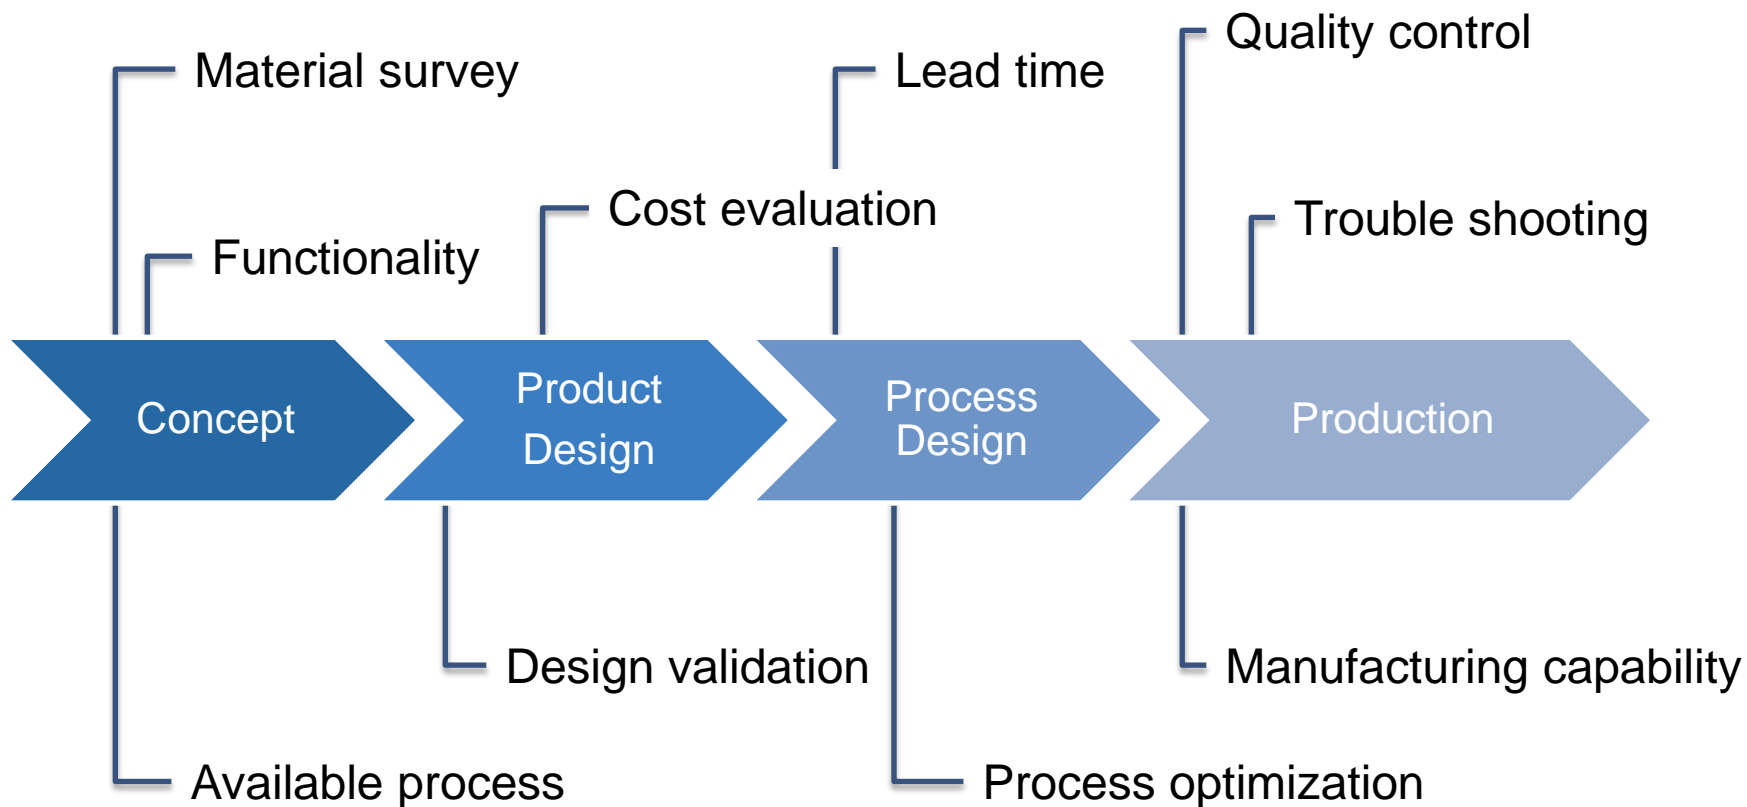 Quality control
Material survey
Lead time
Cost evaluation
Trouble shooting
Functionality
Concept
Product
Design
Process
Design
Production
Design validation
Manufacturing capability
Available process
Process optimization